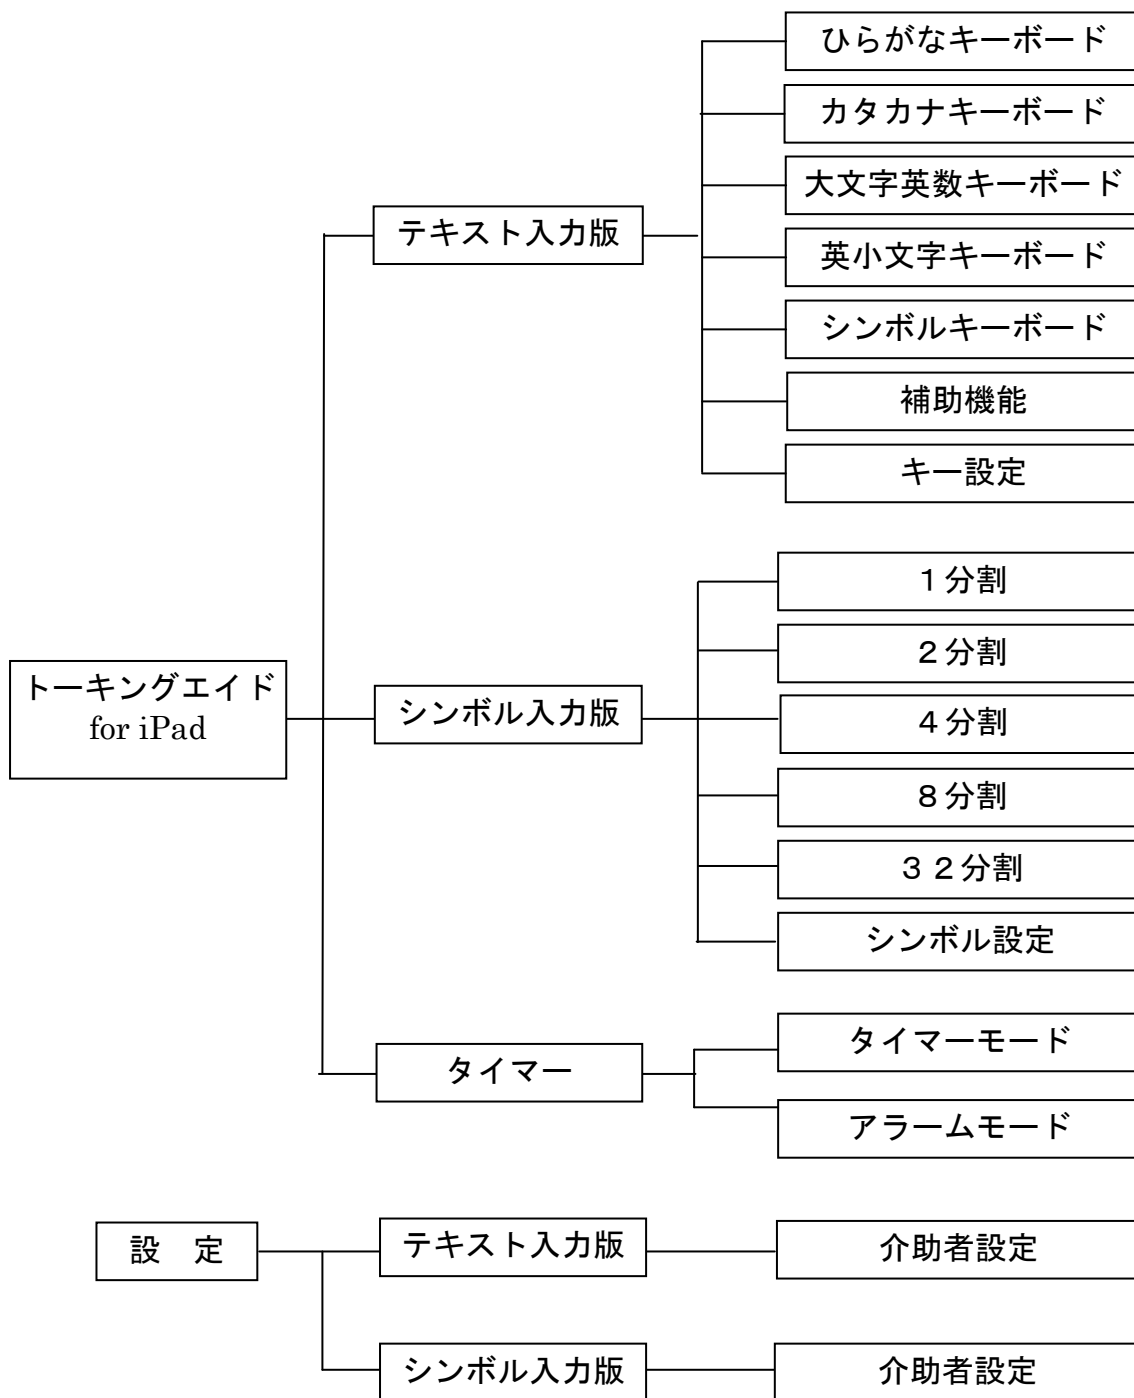 ひらがなキーボード
カタカナキーボード
大文字英数キーボード
テキスト入力版
英小文字キーボード
シンボルキーボード
補助機能
キー設定
１分割
２分割
トーキングエイド
for iPad
シンボル入力版
４分割
８分割
３２分割
シンボル設定
タイマー
タイマーモード
アラームモード
設　定
テキスト入力版
介助者設定
シンボル入力版
介助者設定